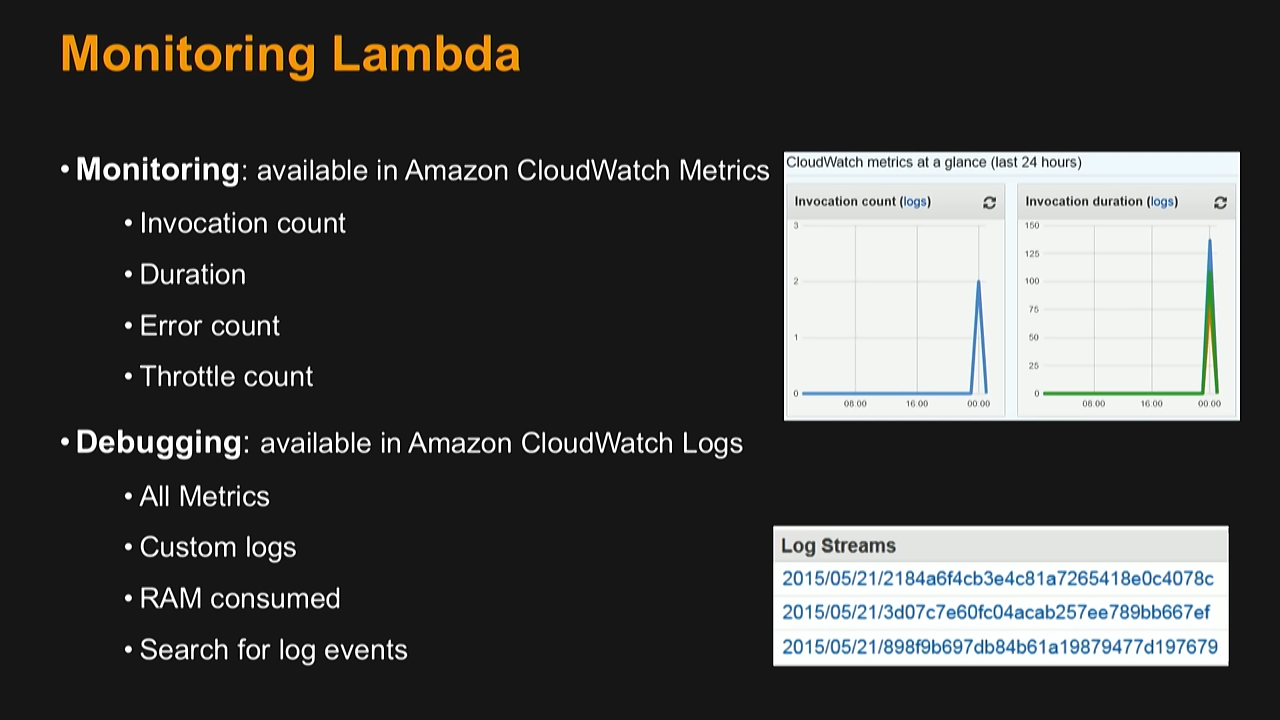 Monitoring Lambda
• Monitoring: available in Amazon CloudWatch Metrics
• Invocation count
• Duration
• Error count
• Throttle count
• Debugging: available in Amazon CloudWatch Logs
• All Metrics
• Custom logs
• RAM consumed
• Search for log events
CloudWatch metrics at a glance (last 24 hours)
Invocation count (logs)
3
2
1
0
08:00 16:00 00:00
Invocation duration (logs)
150
125
100
75
50
25
0
08:00 16:00 00:00
Log Streams
2015/05/21/2184a6f4cb3e4c81a7265418e0c4078c
2015/05/21/3d07c7e60fc04acab257ee789bb667ef
2015/05/21/898f9b697db84b61a19879477d197679